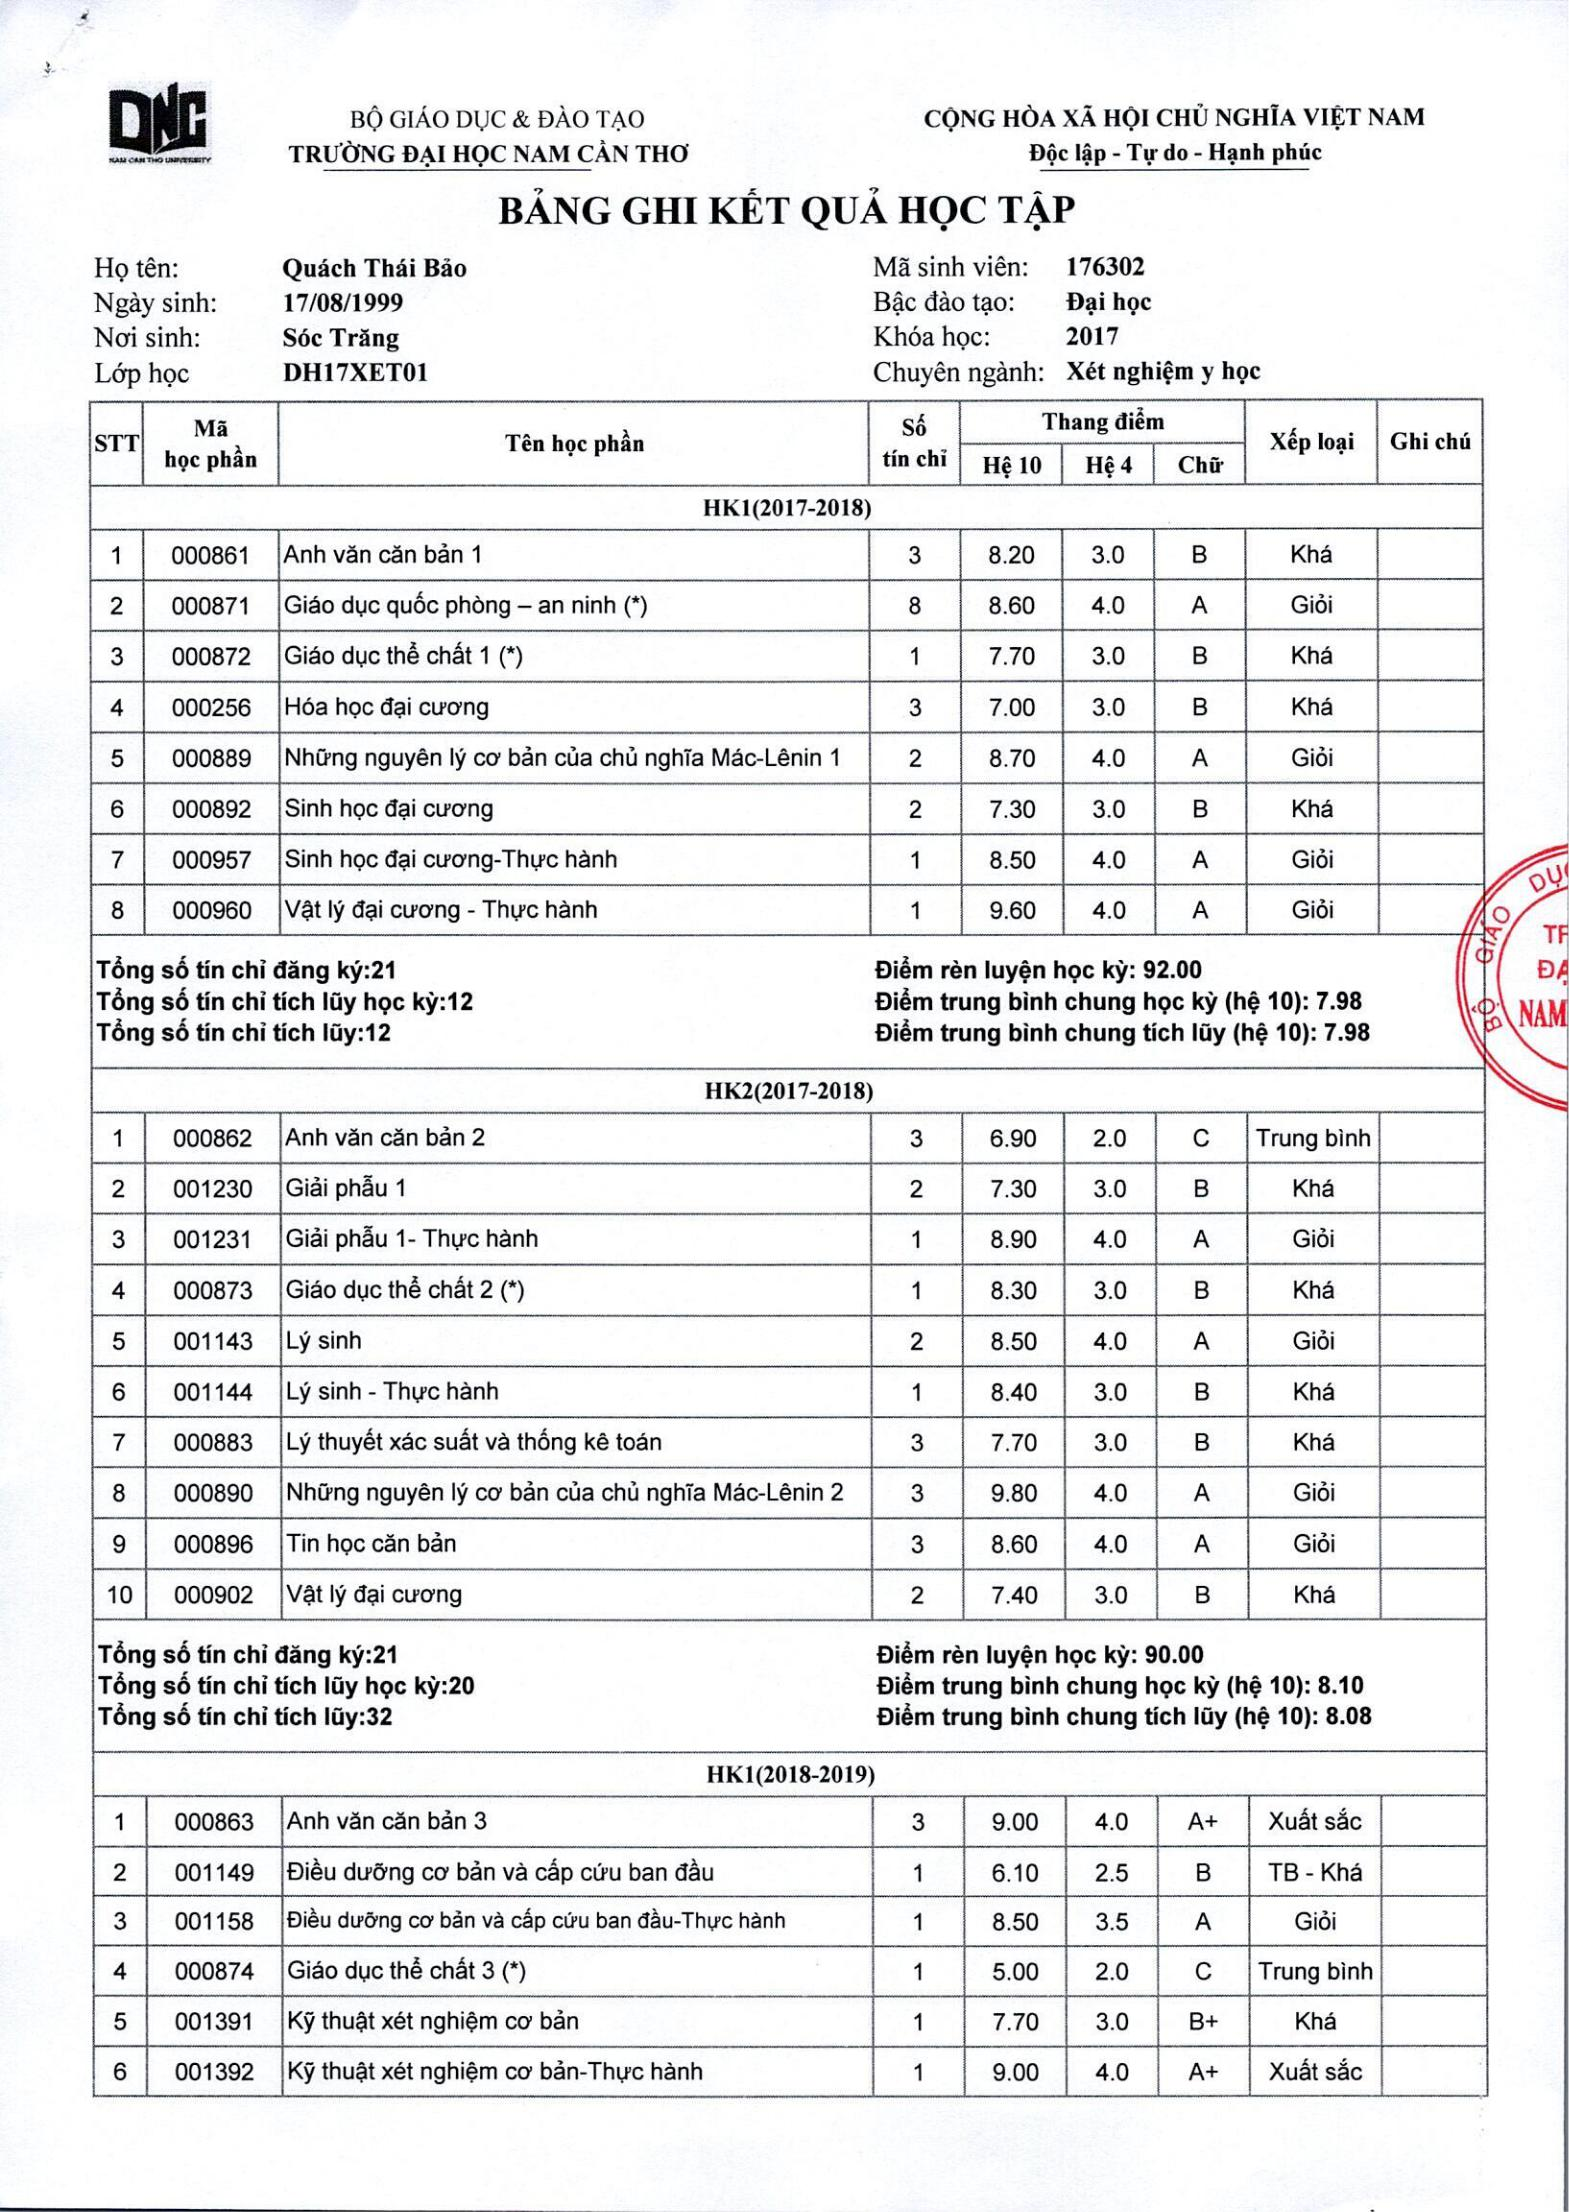 DNC
NAM CAN THO UNIVERSITY
BỘ GIÁO DỤC & ĐÀO TẠO
TRƯỜNG ĐẠI HỌC NAM CẦN THƠ
CỘNG HÒA XÃ HỘI CHỦ NGHĨA VIỆT NAM
Độc lập - Tự do - Hạnh phúc
BẢNG GHI KẾT QUẢ HỌC TẬP
Họ tên: Quách Thái Bảo Mã sinh viên: 176302
Ngày sinh: 17/08/1999 Bậc đào tạo: Đại học
Nơi sinh: Sóc Trăng Khóa học: 2017
Lớp học DH17XET01 Chuyên ngành: Xét nghiệm y học
STT Mã học phần Tên học phần Số tín chỉ Thang điểm Xếp loại Ghi chú
Hệ 10 Hệ 4 Chữ
HK1(2017-2018)
1 000861 Anh văn căn bản 1 3 8.20 3.0 B Khá
2 000871 Giáo dục quốc phòng – an ninh (*) 8 8.60 4.0 A Giỏi
3 000872 Giáo dục thể chất 1 (*) 1 7.70 3.0 B Khá
4 000256 Hóa học đại cương 3 7.00 3.0 B Khá
5 000889 Những nguyên lý cơ bản của chủ nghĩa Mác-Lênin 1 2 8.70 4.0 A Giỏi
6 000892 Sinh học đại cương 2 7.30 3.0 B Khá
7 000957 Sinh học đại cương-Thực hành 1 8.50 4.0 A Giỏi
8 000960 Vật lý đại cương - Thực hành 1 9.60 4.0 A Giỏi
Tổng số tín chỉ đăng ký:21 Điểm rèn luyện học kỳ: 92.00
Tổng số tín chỉ tích lũy học kỳ:12 Điểm trung bình chung học kỳ (hệ 10): 7.98
Tổng số tín chỉ tích lũy:12 Điểm trung bình chung tích lũy (hệ 10): 7.98
BỘ GIÁO DỤC
NAM
HK2(2017-2018)
1 000862 Anh văn căn bản 2 3 6.90 2.0 C Trung bình
2 001230 Giải phẫu 1 2 7.30 3.0 B Khá
3 001231 Giải phẫu 1- Thực hành 1 8.90 4.0 A Giỏi
4 000873 Giáo dục thể chất 2 (*) 1 8.30 3.0 B Khá
5 001143 Lý sinh 2 8.50 4.0 A Giỏi
6 001144 Lý sinh - Thực hành 1 8.40 3.0 B Khá
7 000883 Lý thuyết xác suất và thống kê toán 3 7.70 3.0 B Khá
8 000890 Những nguyên lý cơ bản của chủ nghĩa Mác-Lênin 2 3 9.80 4.0 A Giỏi
9 000896 Tin học căn bản 3 8.60 4.0 A Giỏi
10 000902 Vật lý đại cương 2 7.40 3.0 B Khá
Tổng số tín chỉ đăng ký:21 Điểm rèn luyện học kỳ: 90.00
Tổng số tín chỉ tích lũy học kỳ:20 Điểm trung bình chung học kỳ (hệ 10): 8.10
Tổng số tín chỉ tích lũy:32 Điểm trung bình chung tích lũy (hệ 10): 8.08
HK1(2018-2019)
1 000863 Anh văn căn bản 3 3 9.00 4.0 A+ Xuất sắc
2 001149 Điều dưỡng cơ bản và cấp cứu ban đầu 1 6.10 2.5 B TB - Khá
3 001158 Điều dưỡng cơ bản và cấp cứu ban đầu-Thực hành 1 8.50 3.5 A Giỏi
4 000874 Giáo dục thể chất 3 (*) 1 5.00 2.0 C Trung bình
5 001391 Kỹ thuật xét nghiệm cơ bản 1 7.70 3.0 B+ Khá
6 001392 Kỹ thuật xét nghiệm cơ bản-Thực hành 1 9.00 4.0 A+ Xuất sắc